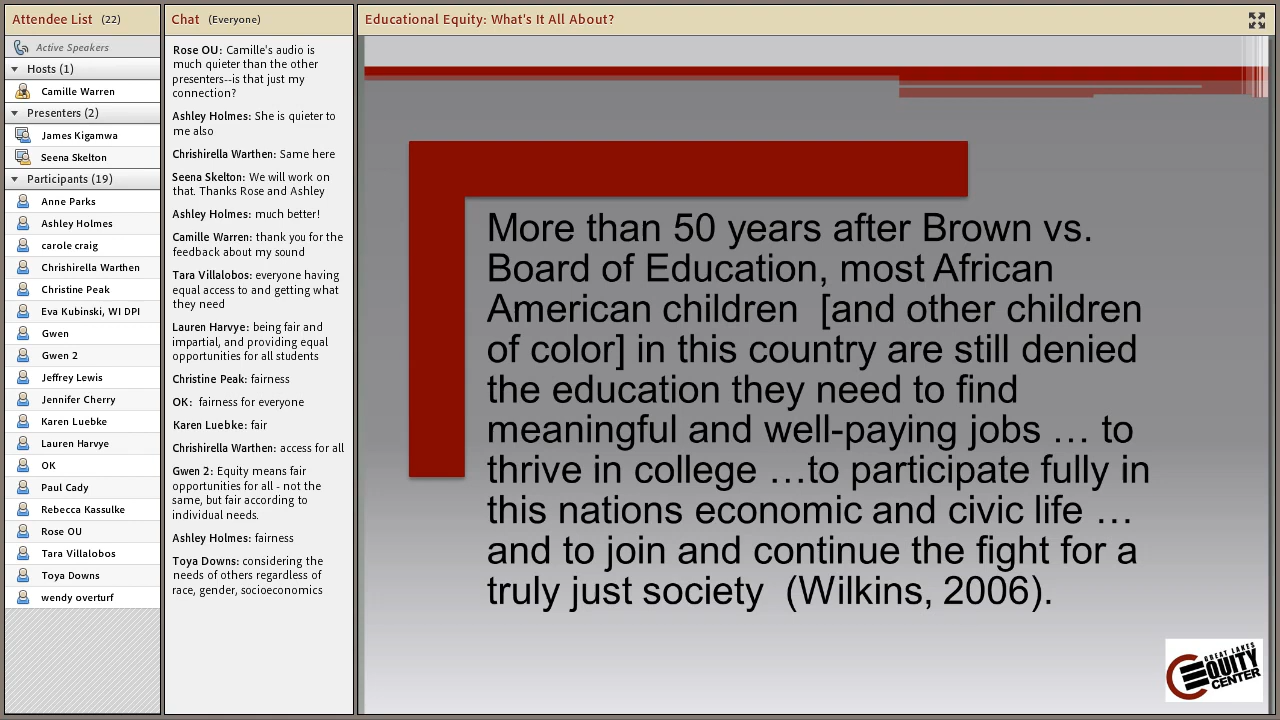 Attendee List (22)
Active Speakers
Hosts (1)
Camille Warren
Presenters (2)
James Kigamwa
Seena Skelton
Participants (19)
Anne Parks
Ashley Holmes
carole craig
Chrishirella Warthen
Christine Peak
Eva Kubinski, WI DPI
Gwen
Gwen 2
Jeffrey Lewis
Jennifer Cherry
Karen Luebke
Lauren Harvye
OK
Paul Cady
Rebecca Kassulke
Rose OU
Tara Villalobos
Toya Downs
wendy overturf
Chat (Everyone)
Rose OU: Camille's audio is
much quieter than the other
presenters--is that just my
connection?
Ashley Holmes: She is quieter to
me also
Chrishirella Warthen: Same here
Seena Skelton: We will work on
that. Thanks Rose and Ashley
Ashley Holmes: much better!
Camille Warren: thank you for the
feedback about my sound
Tara Villalobos: everyone having
equal access to and getting what
they need
Lauren Harvye: being fair and
impartial, and providing equal
opportunities for all students
Christine Peak: fairness
OK: fairness for everyone
Karen Luebke: fair
Chrishirella Warthen: access for all
Gwen 2: Equity means fair
opportunities for all - not the
same, but fair according to
individual needs.
Ashley Holmes: fairness
Toya Downs: considering the
needs of others regardless of
race, gender, socioeconomics
Educational Equity: What's It All About?
More than 50 years after Brown vs.
Board of Education, most African
American children [and other children
of color] in this country are still denied
the education they need to find
meaningful and well-paying jobs … to
thrive in college …to participate fully in
this nations economic and civic life …
and to join and continue the fight for a
truly just society (Wilkins, 2006).
GREAT LAKES
EQUITY
CENTER